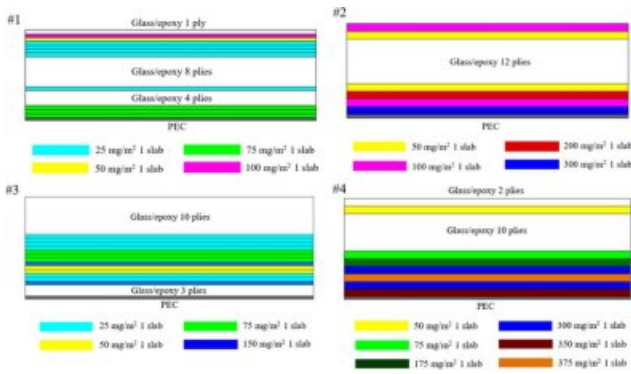 #1
Glass/epoxy 1 ply
Glass/epoxy 8 plies
Glass/epoxy 4 plies
PEC
25 mg/m² 1 slab
75 mg/m² 1 slab
50 mg/m² 1 slab
100 mg/m² 1 slab
#2
Glass/epoxy 12 plies
PEC
50 mg/m² 1 slab
200 mg/m² 1 slab
100 mg/m² 1 slab
300 mg/m² 1 slab
#3
Glass/epoxy 10 plies
Glass/epoxy 3 plies
PEC
25 mg/m² 1 slab
75 mg/m² 1 slab
50 mg/m² 1 slab
150 mg/m² 1 slab
#4
Glass/epoxy 2 plies
Glass/epoxy 10 plies
PEC
50 mg/m² 1 slab
300 mg/m² 1 slab
75 mg/m² 1 slab
350 mg/m² 1 slab
175 mg/m² 1 slab
375 mg/m² 1 slab